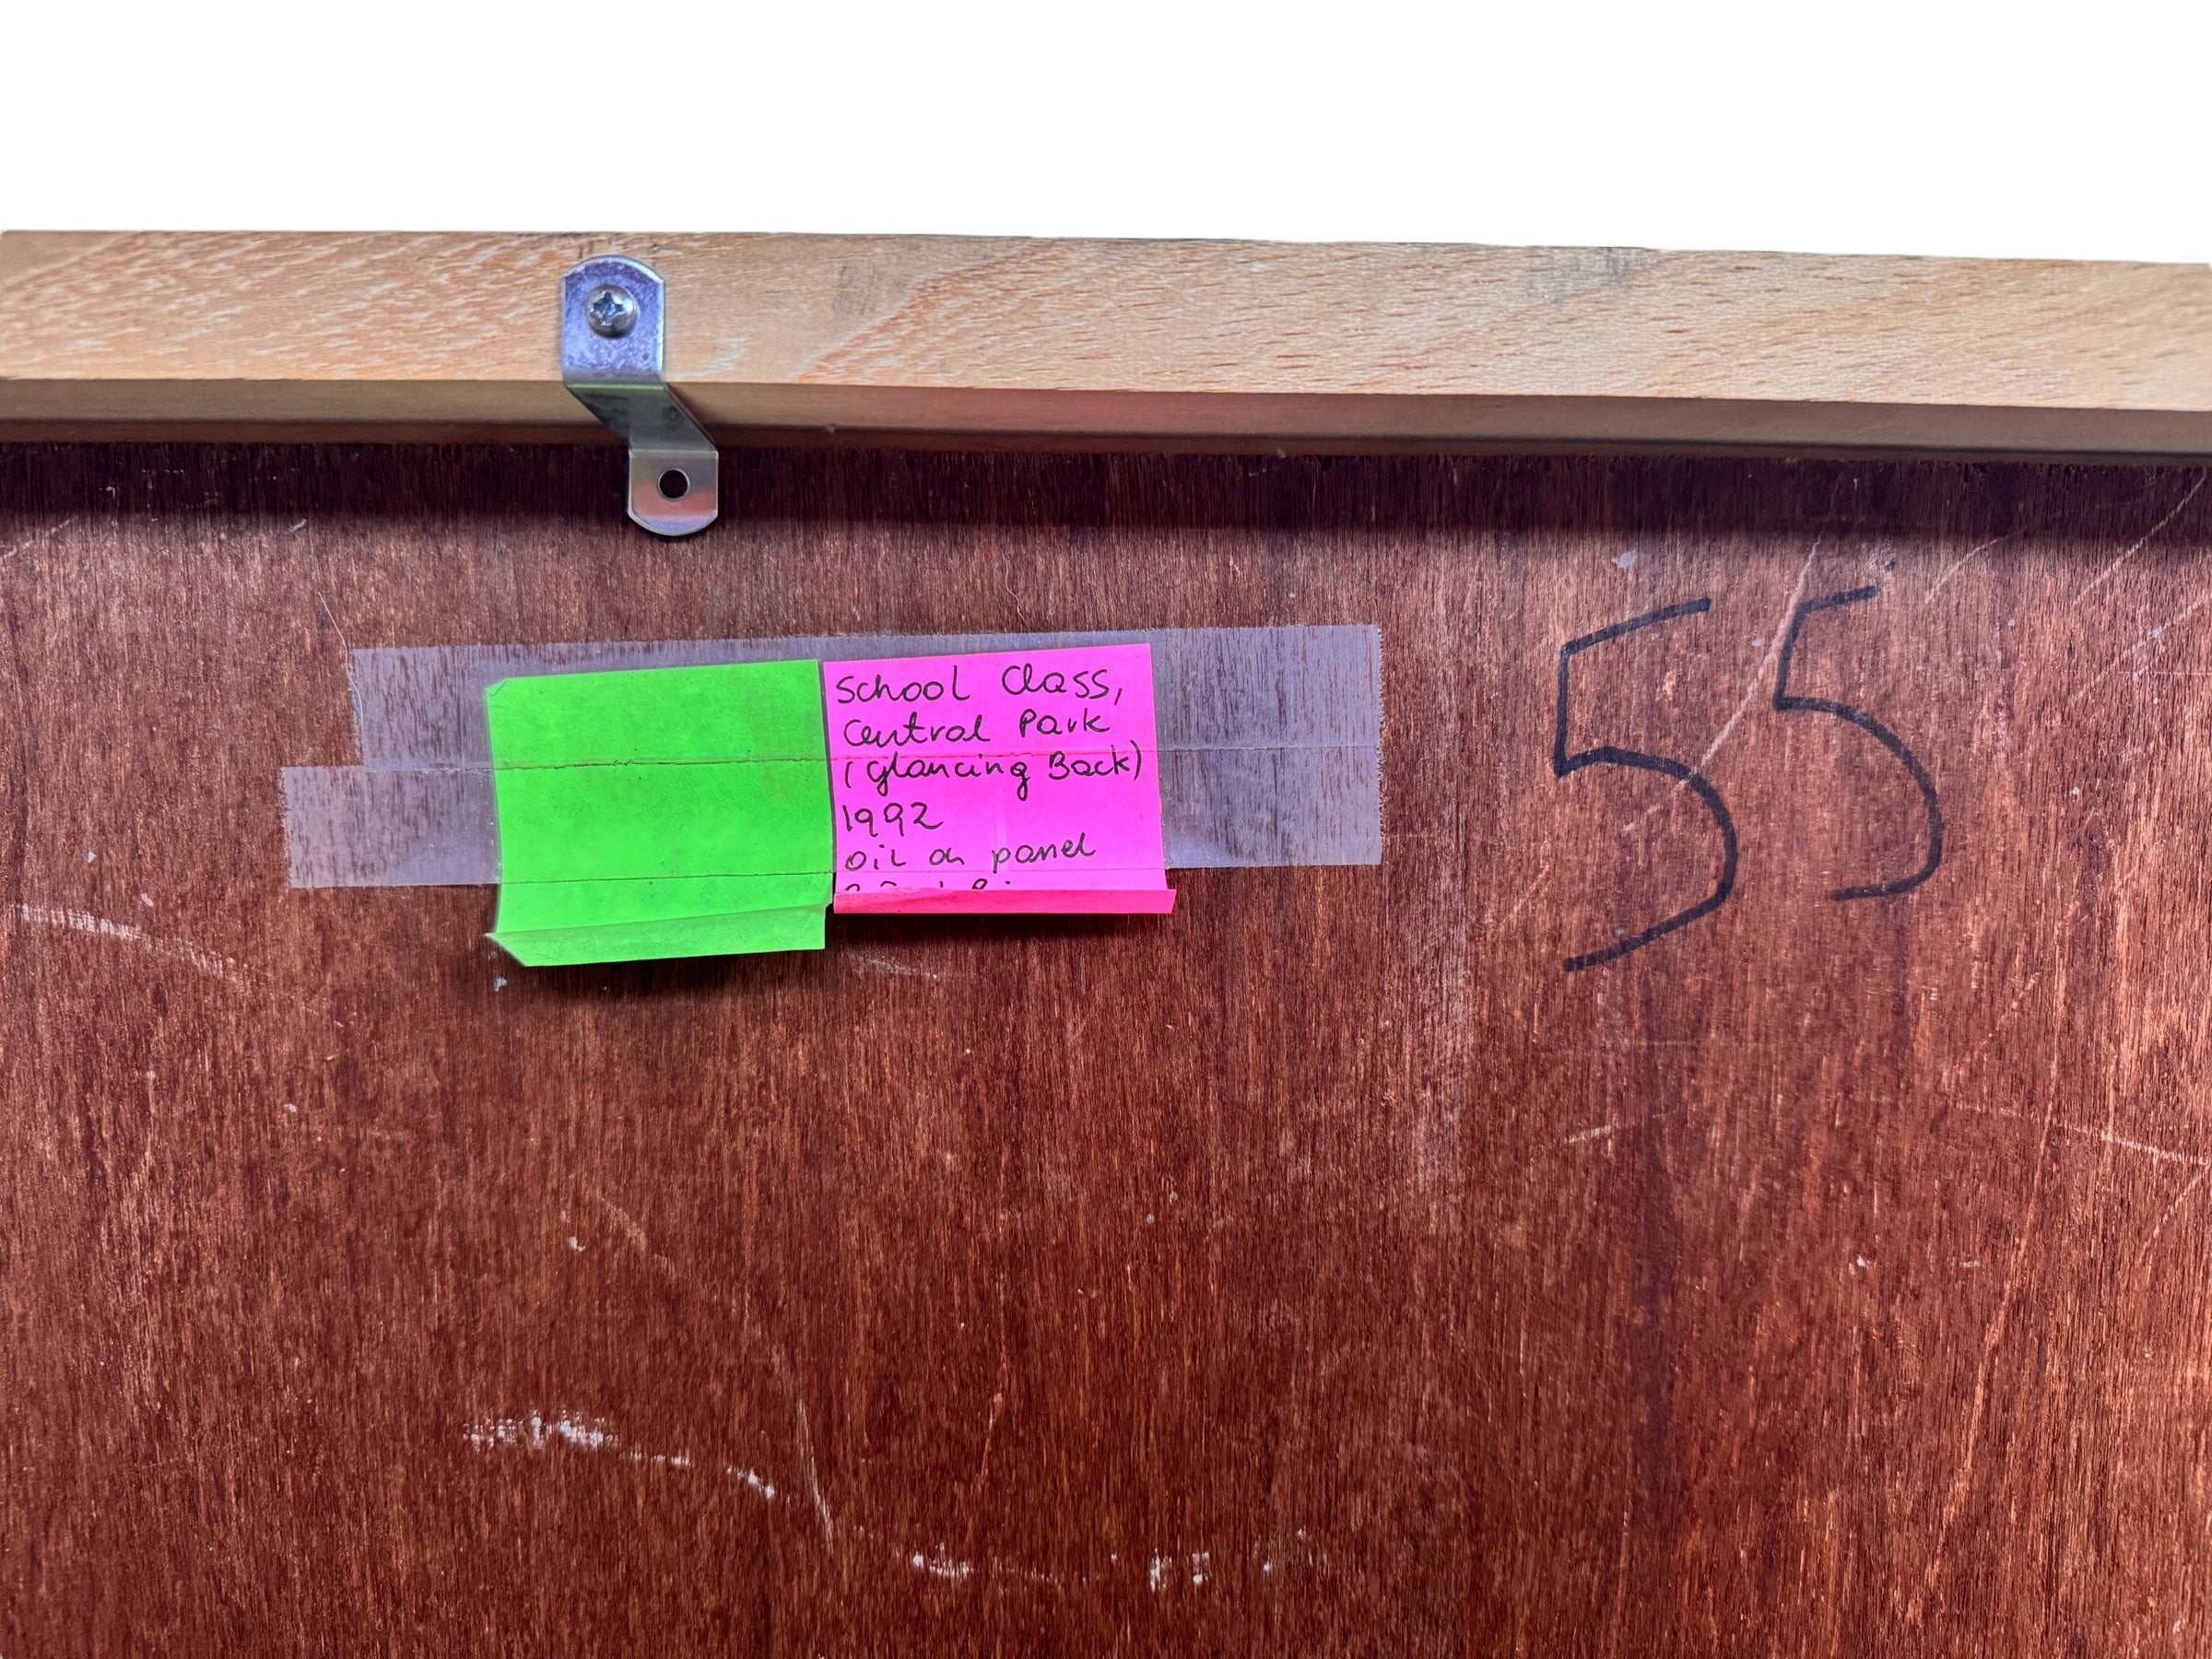 School Class,
Central Park
(Glancing Back)
1992
oil on panel
55